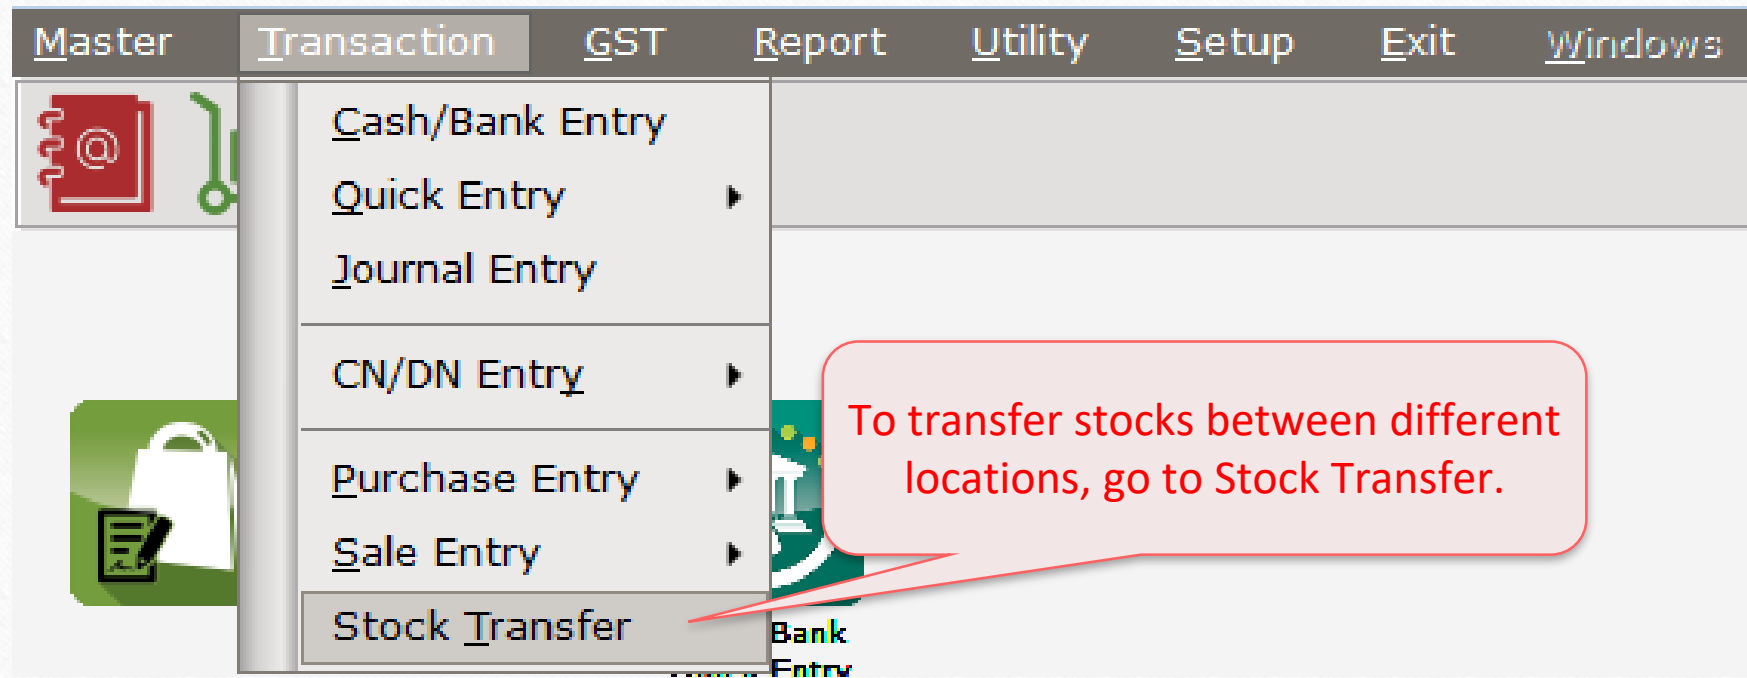 Master Transaction GST Report Utility Setup Exit Windows
@
Cash/Bank Entry
Quick Entry
Journal Entry
CN/DN Entry
Purchase Entry
Sale Entry
Stock Transfer
To transfer stocks between different
locations, go to Stock Transfer.
Bank
Entry